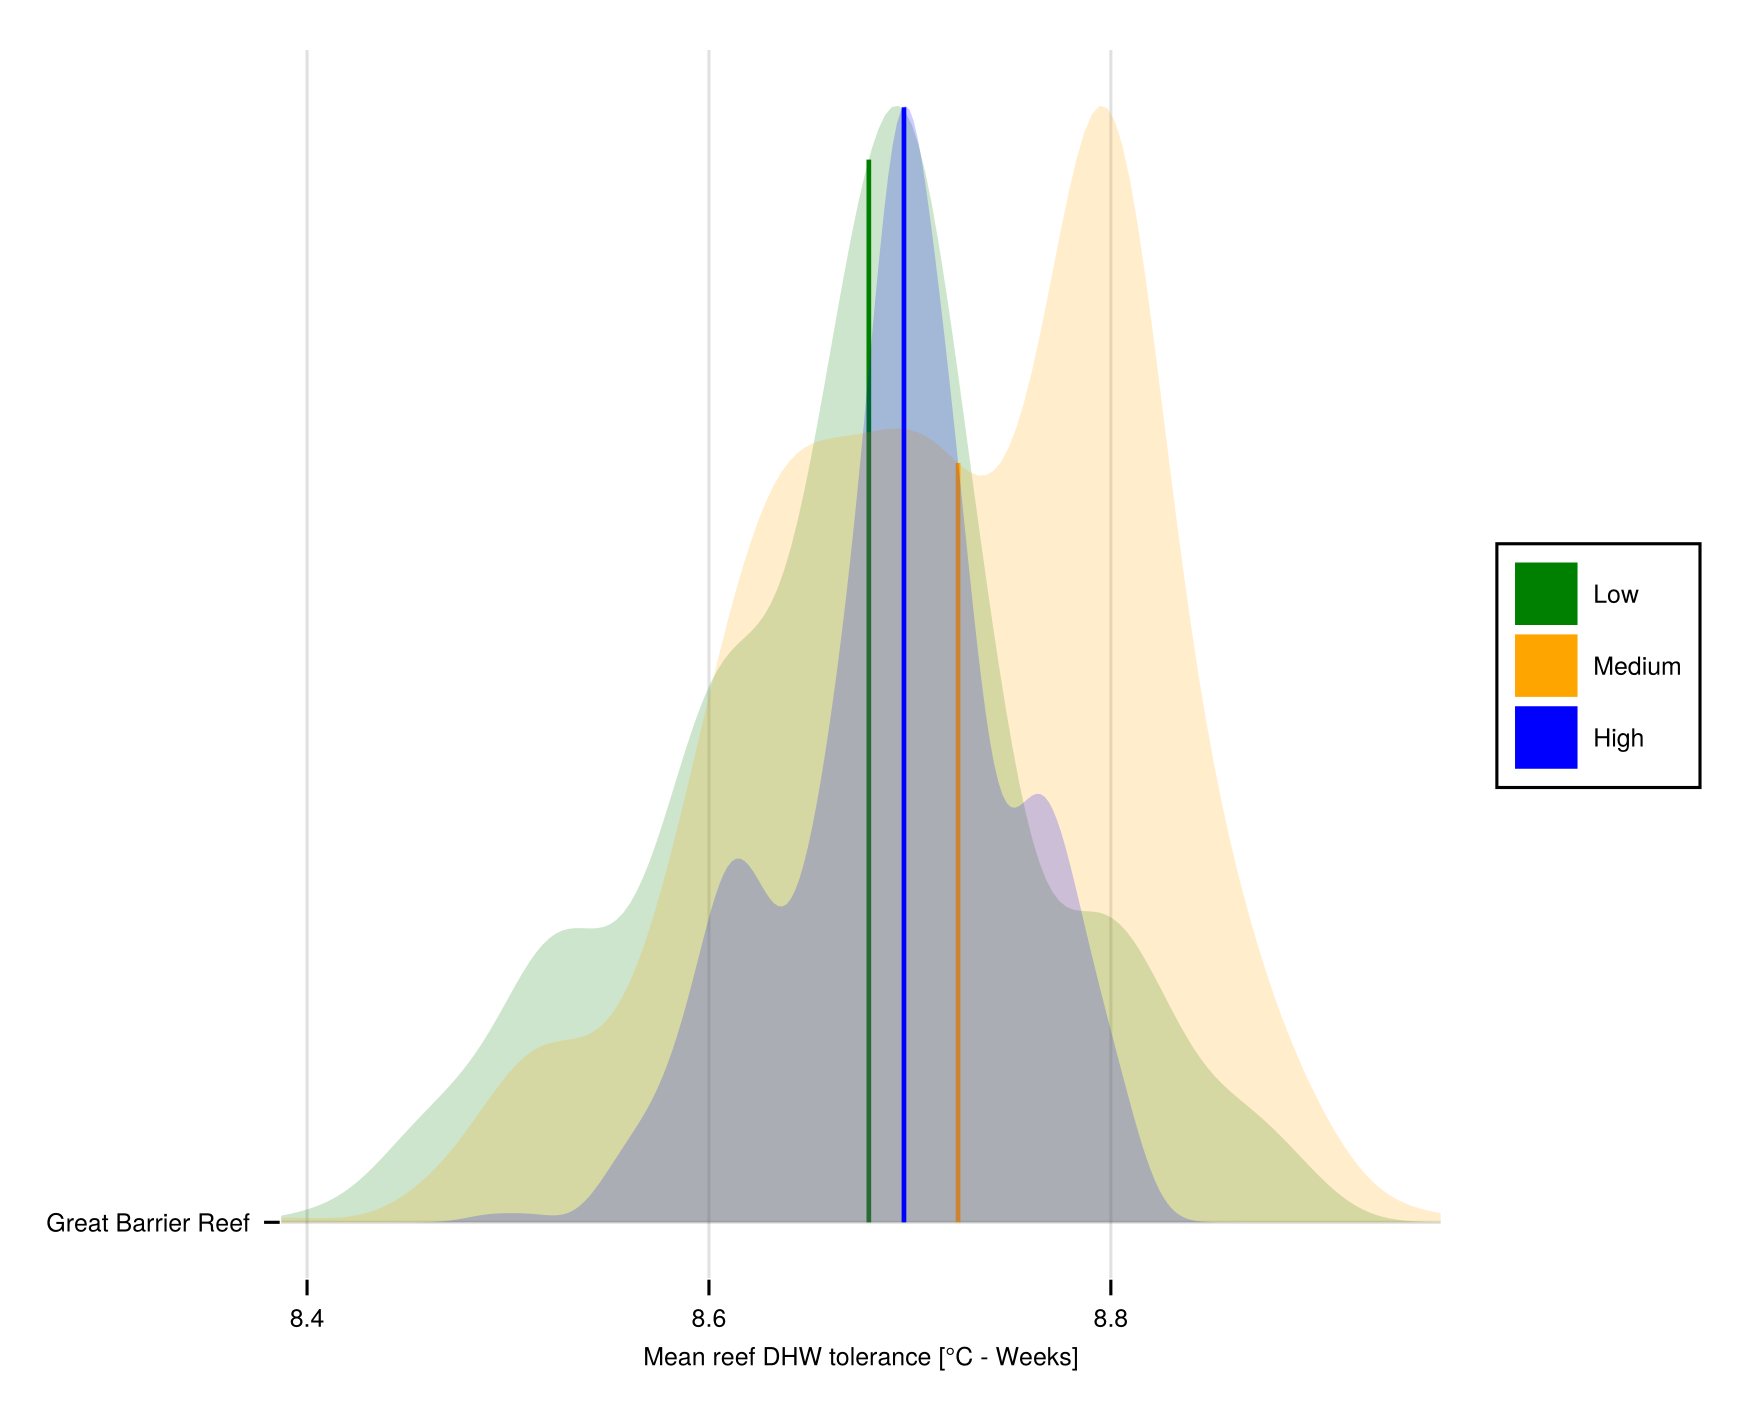 Low
Medium
High
Great Barrier Reef
8.4
8.6
8.8
Mean reef DHW tolerance [°C - Weeks]